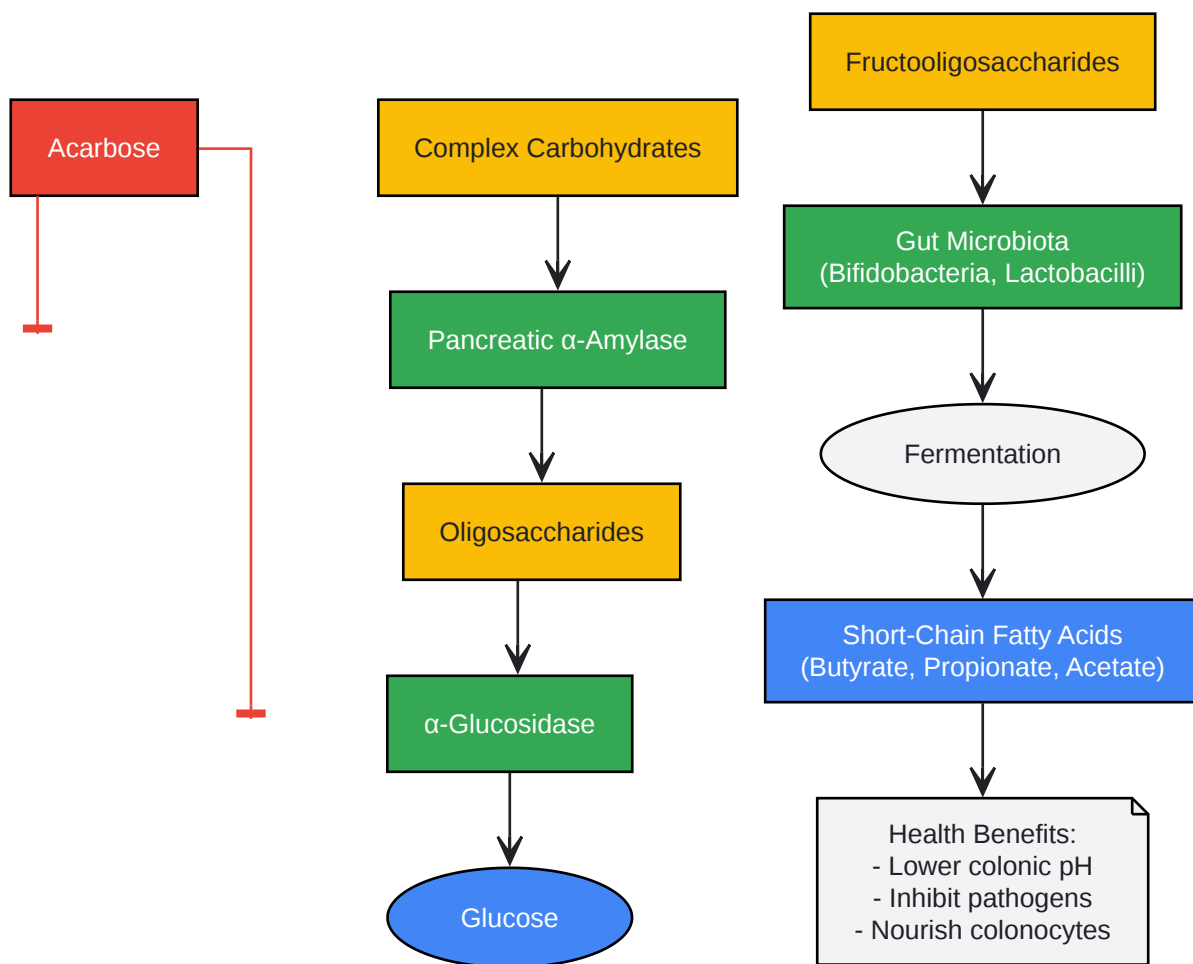 Acarbose
Complex Carbohydrates
Pancreatic α-Amylase
Oligosaccharides
α-Glucosidase
Glucose
Fructooligosaccharides
Gut Microbiota
(Bifidobacteria, Lactobacilli)
Fermentation
Short-Chain Fatty Acids
(Butyrate, Propionate, Acetate)
Health Benefits:
- Lower colonic pH
- Inhibit pathogens
- Nourish colonocytes